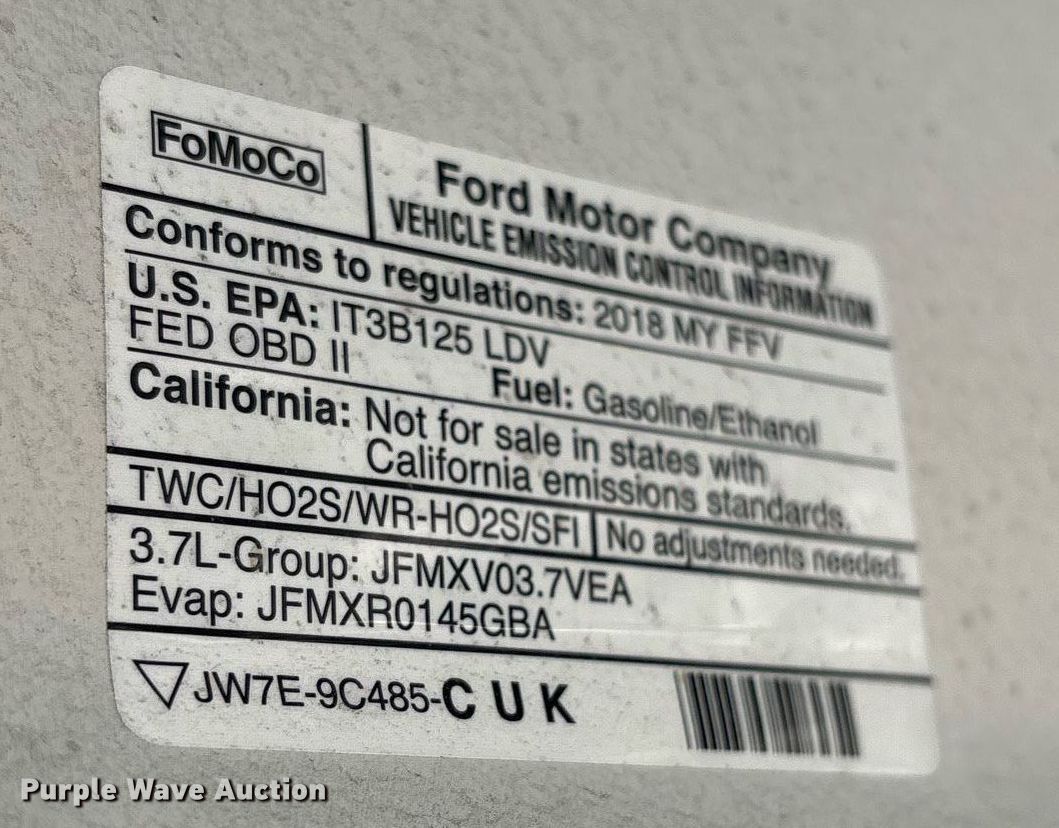 FoMoCo
Ford Motor Company
VEHICLE EMISSION CONTROL INFORMATION
Conforms to regulations: 2018 MY FFV
U.S. EPA: IT3B125 LDV
FED OBD II
Fuel: Gasoline/Ethanol
California: Not for sale in states with
California emissions standards.
TWC/HO2S/WR-HO2S/SFI
No adjustments needed.
3.7L-Group: JFMXV03.7VEA
Evap: JFMXR0145GBA
JW7E-9C485-C U K
Purple Wave Auction